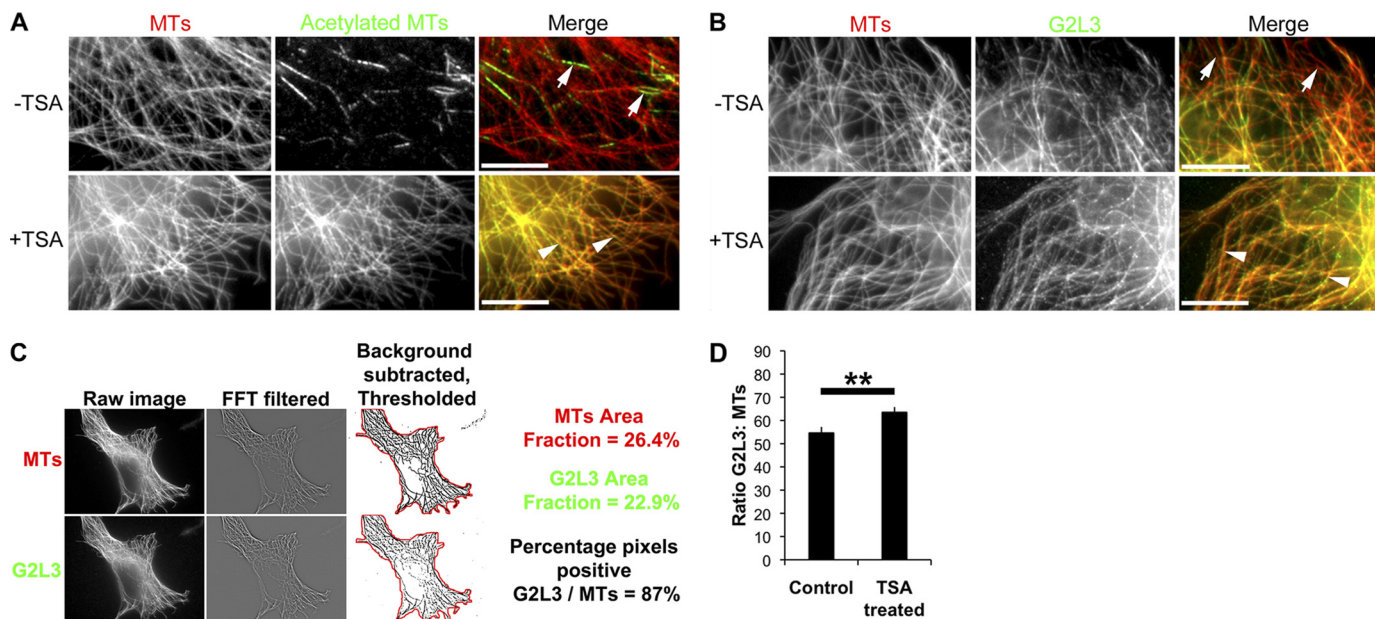 A
MTs Acetylated MTs Merge
-TSA
+TSA
B
MTs G2L3 Merge
-TSA
+TSA
C
Raw image FFT filtered
Background
subtracted,
Thresholded
MTs
G2L3
MTs Area
Fraction = 26.4%
G2L3 Area
Fraction = 22.9%
Percentage pixels
positive
G2L3 / MTs = 87%
D
Ratio G2L3: MTs
90
80
70
60
50
40
30
20
10
0
**
Control
TSA
treated